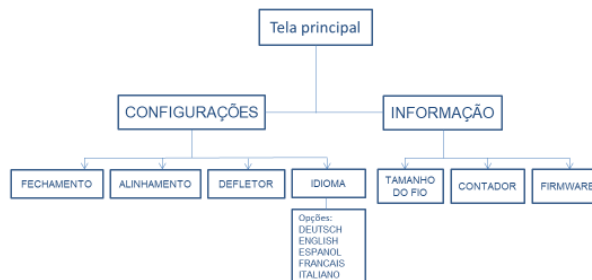 Tela principal
CONFIGURAÇÕES
INFORMAÇÃO
FECHAMENTO
ALINHAMENTO
DEFLETOR
IDIOMA
TAMANHO
DO FIO
CONTADOR
FIRMWARE
Opções:
DEUTSCH
ENGLISH
ESPANOL
FRANCAIS
ITALIANO